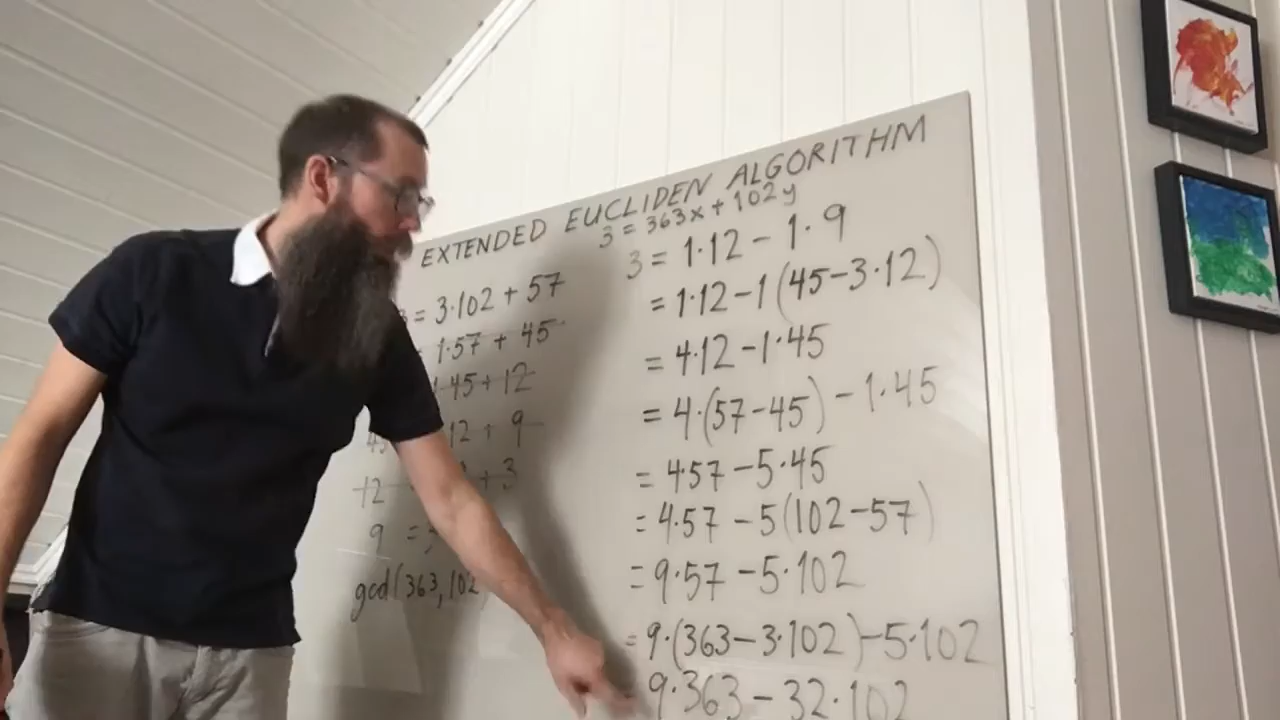 EXTENDED EUCLIDEN ALGORITHM
= 3·102 + 57
1·57 + 45
45 + 12
12 + 9
12 + 3
9 =
gcd(363, 102
3 = 363x + 102y
3 = 1·12 - 1·9
= 1·12 - 1(45 - 3·12)
= 4·12 - 1·45
= 4·(57 - 45) - 1·45
= 4·57 - 5·45
= 4·57 - 5(102 - 57)
= 9·57 - 5·102
= 9·(363 - 3·102) - 5·102
9·363 - 32·102